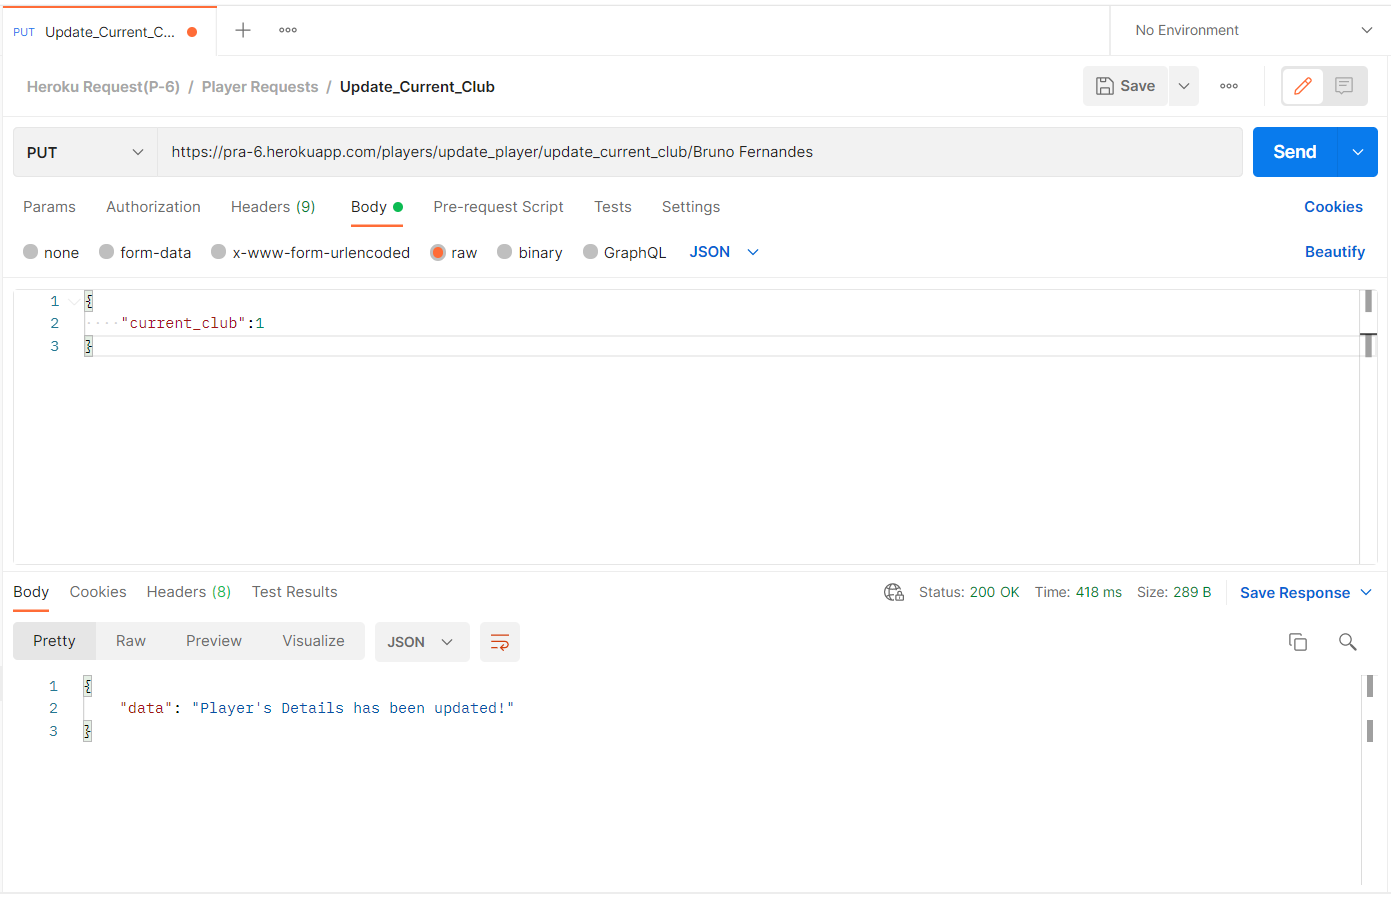 PUT Update_Current_C... No Environment
Heroku Request(P-6) / Player Requests / Update_Current_Club Save
PUT https://pra-6.herokuapp.com/players/update_player/update_current_club/Bruno Fernandes Send
Params Authorization Headers (9) Body Pre-request Script Tests Settings Cookies
none form-data x-www-form-urlencoded raw binary GraphQL JSON Beautify
1 {
2 "current_club":1
3 }
Body Cookies Headers (8) Test Results Status: 200 OK Time: 418 ms Size: 289 B Save Response
Pretty Raw Preview Visualize JSON
1 {
2 "data": "Player's Details has been updated!"
3 }